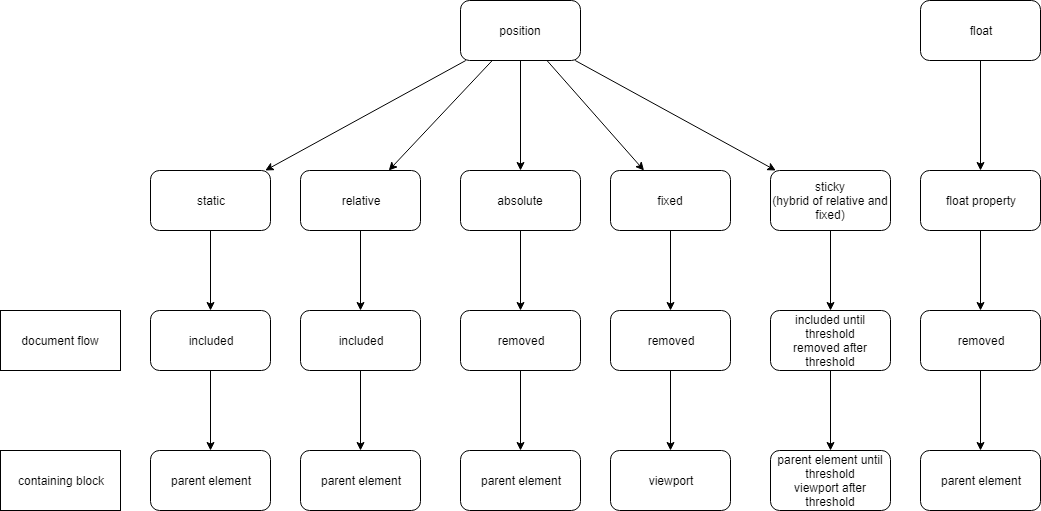 position
float
static
relative
absolute
fixed
sticky
(hybrid of relative and
fixed)
float property
document flow
included
included
removed
removed
included until
threshold
removed after
threshold
removed
containing block
parent element
parent element
parent element
viewport
parent element until
threshold
viewport after
threshold
parent element